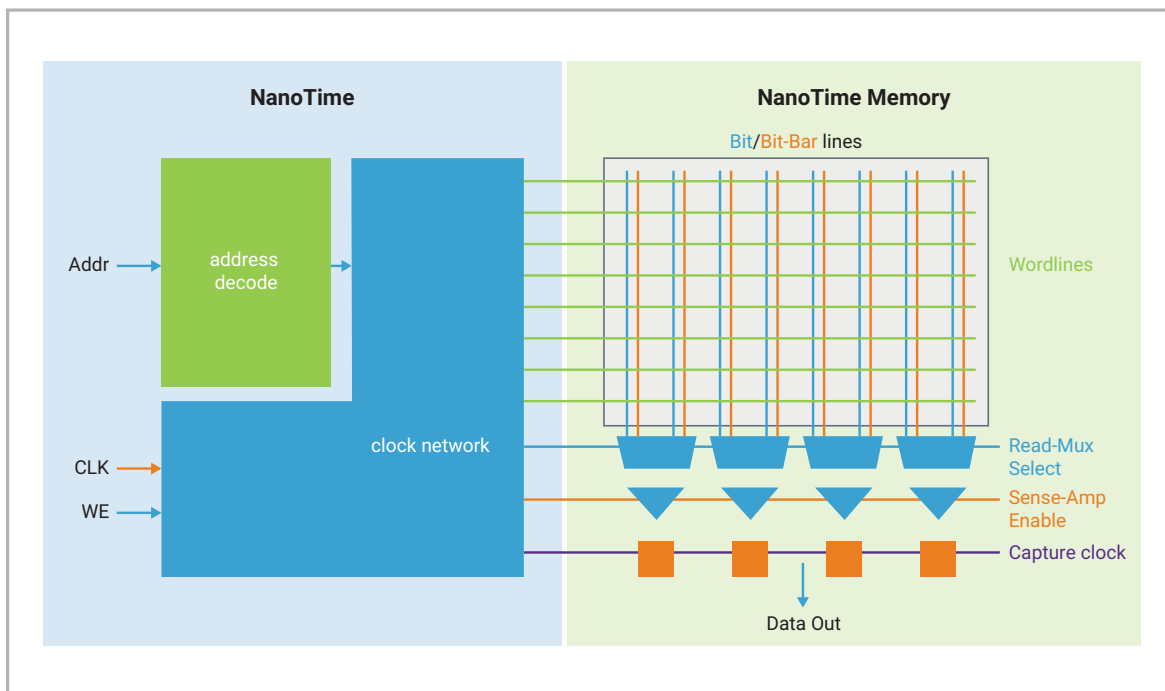 NanoTime
NanoTime Memory
Bit/Bit-Bar lines
Addr
address
decode
Wordlines
clock network
CLK
WE
Read-Mux
Select
Sense-Amp
Enable
Capture clock
Data Out